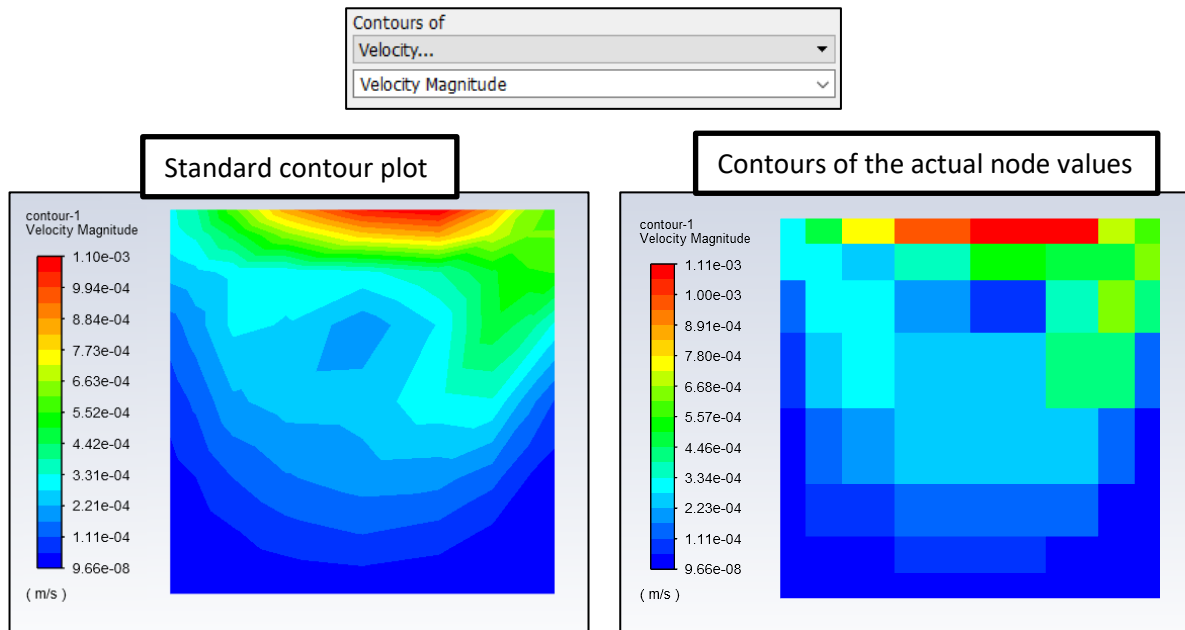 Contours of
Velocity...
Velocity Magnitude
Standard contour plot
contour-1
Velocity Magnitude
1.10e-03
9.94e-04
8.84e-04
7.73e-04
6.63e-04
5.52e-04
4.42e-04
3.31e-04
2.21e-04
1.11e-04
9.66e-08
( m/s )
Contours of the actual node values
contour-1
Velocity Magnitude
1.11e-03
1.00e-03
8.91e-04
7.80e-04
6.68e-04
5.57e-04
4.46e-04
3.34e-04
2.23e-04
1.11e-04
9.66e-08
( m/s )